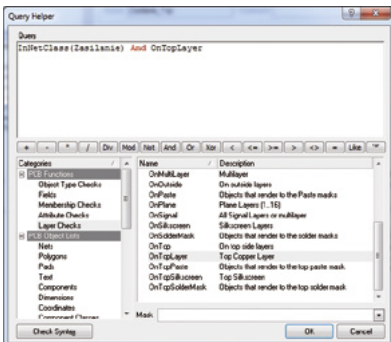 Query Helper
Query
InNetClass(Zasilanie) And OnTopLayer
+ - * / Div Mod Not And Or Xor < <= >= > <> = Like '*'
Categories / Name / Description
PCB Functions
Object Type Checks
Fields
Membership Checks
Attribute Checks
Layer Checks
PCB Object Lists
Nets
Polygons
Pads
Text
Components
Dimensions
Coordinates
Component Classes
OnMultiLayer Multilayer
OnOutside On outside layers
OnPaste Objects that render to the Paste masks
OnPlane Plane Layers (1..16)
OnSignal All Signal Layers or multilayer
OnSilkscreen Silkscreen Layers
OnSolderMask Objects that render to the solder masks
OnTop On top side layers
OnTopLayer Top Copper Layer
OnTopPaste Objects that render to the top paste mask
OnTopSilkscreen Top Silkscreen
OnTopSolderMask Objects that render to the top solder mask
Mask
Check Syntax OK Cancel